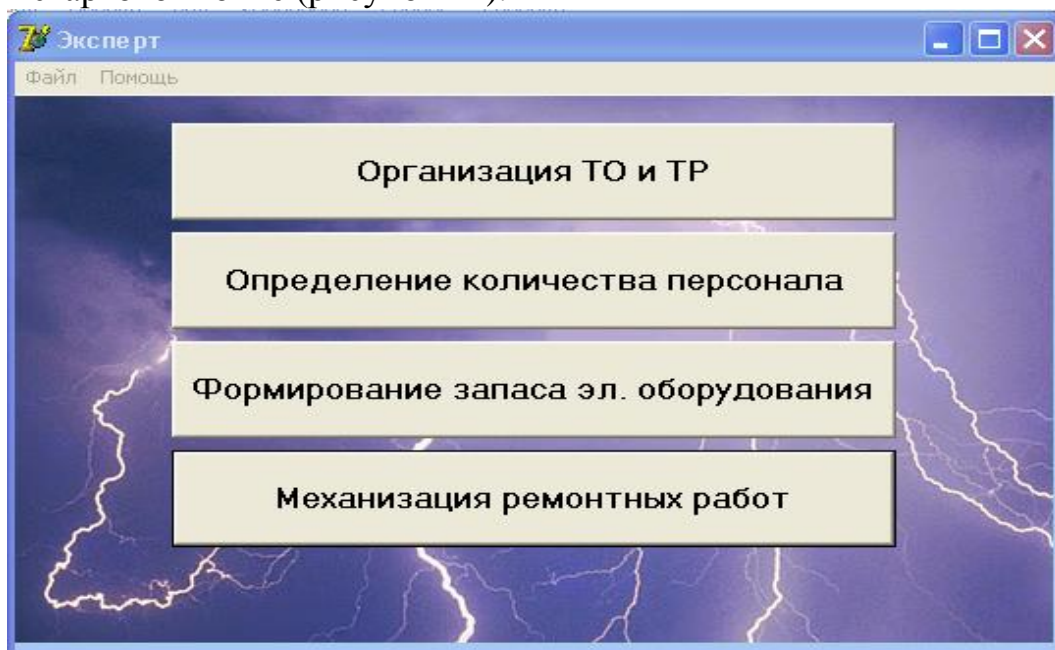 Эксперт
Файл Помощь
Организация ТО и ТР
Определение количества персонала
Формирование запаса эл. оборудования
Механизация ремонтных работ